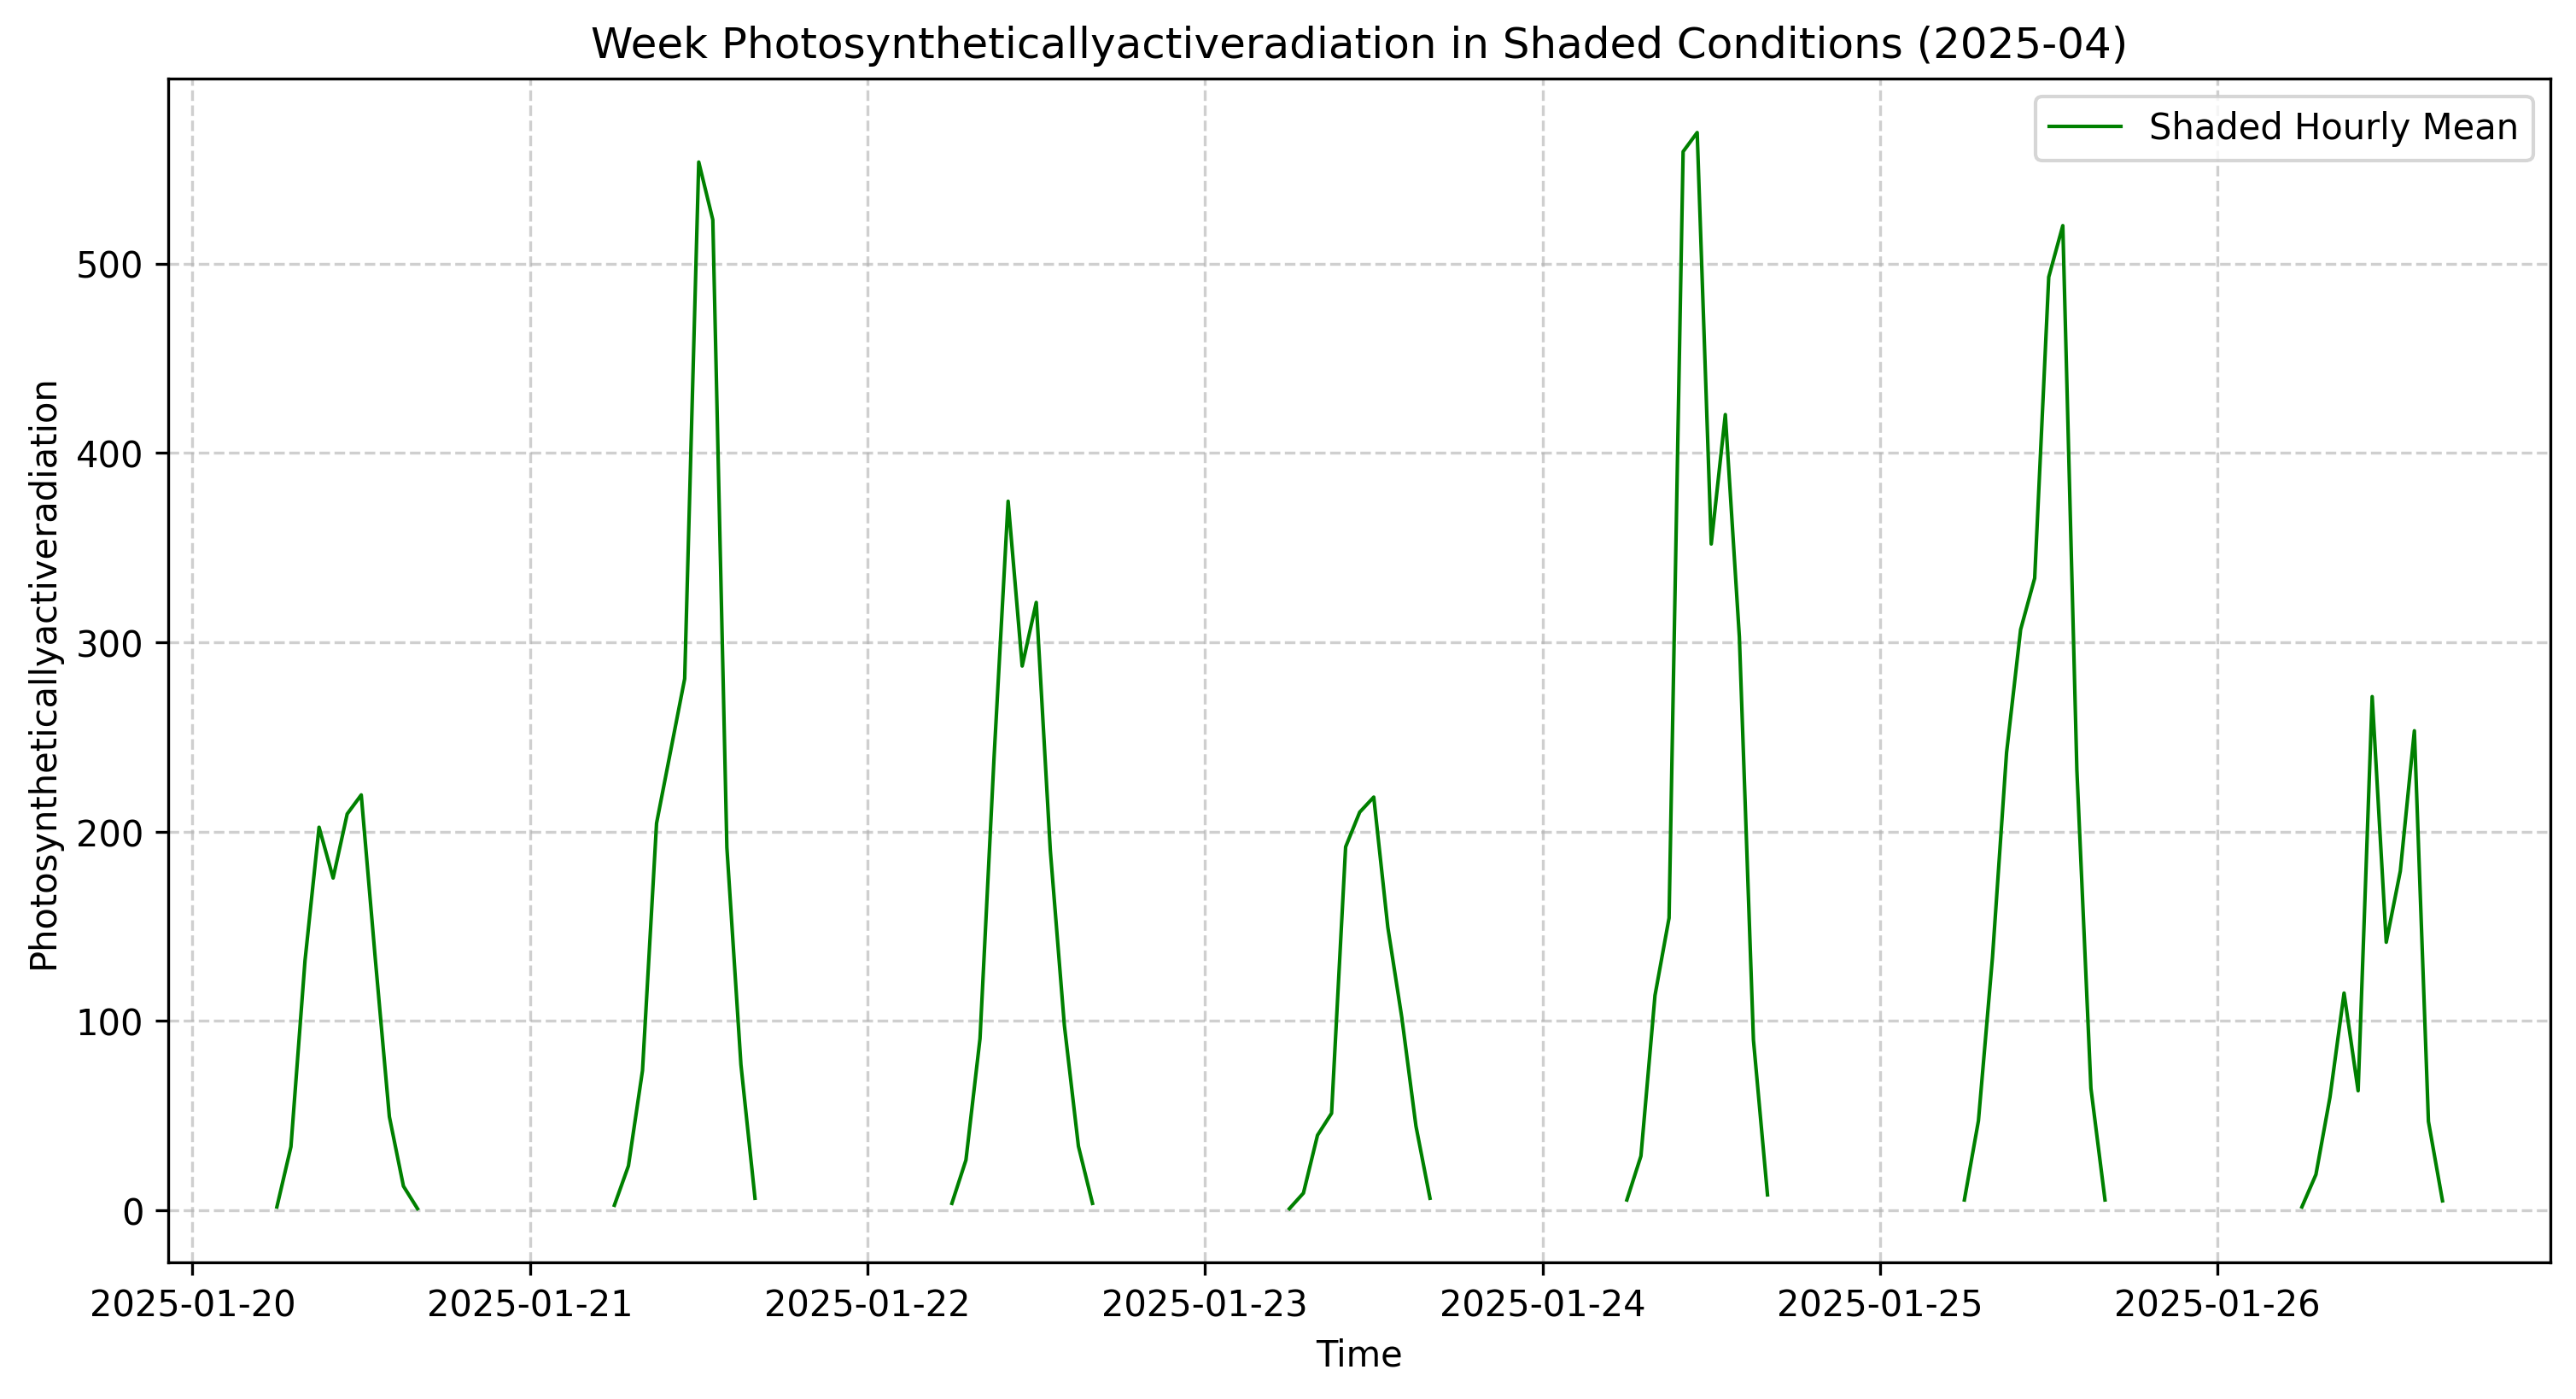 Week Photosyntheticallyactiveradiation in Shaded Conditions (2025-04)
Shaded Hourly Mean
Photosyntheticallyactiveradiation
500
400
300
200
100
0
2025-01-20 2025-01-21 2025-01-22 2025-01-23 2025-01-24 2025-01-25 2025-01-26
Time